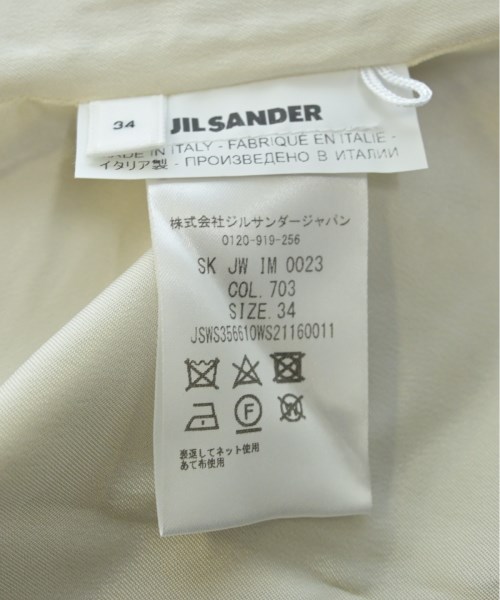 34
JIL SANDER
MADE IN ITALY - FABRIQUÉ EN ITALIE -
イタリア製 - ПРОИЗВЕДЕНО В ИТАЛИИ
株式会社ジルサンダージャパン
0120-919-256
SK JW IM 0023
COL. 703
SIZE. 34
JSWS356610WS21160011
F
W
裏返してネット使用
あて布使用